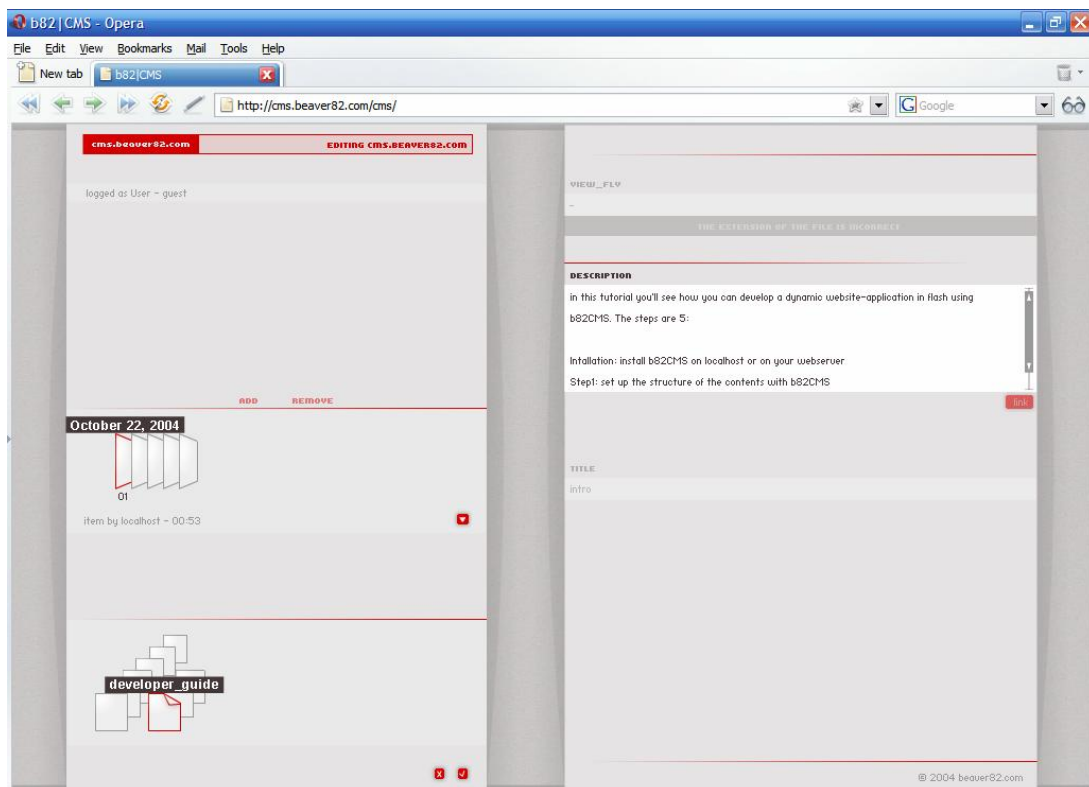 b82|CMS - Opera
File Edit View Bookmarks Mail Tools Help
New tab b82|CMS
http://cms.beaver82.com/cms/ Google
cms.beaver82.com EDITING CMS.BEAVER82.COM
logged as User - guest
ADD REMOVE
October 22, 2004
01
item by localhost - 00:53
developer_guide
VIEW_FLV
-
THE EXTENSION OF THE FILE IS INCORRECT
DESCRIPTION
in this tutorial you'll see how you can develop a dynamic website-application in flash using
b82CMS. The steps are 5:
Intallation: install b82CMS on localhost or on your webserver
Step1: set up the structure of the contents with b82CMS
link
TITLE
intro
© 2004 beaver82.com